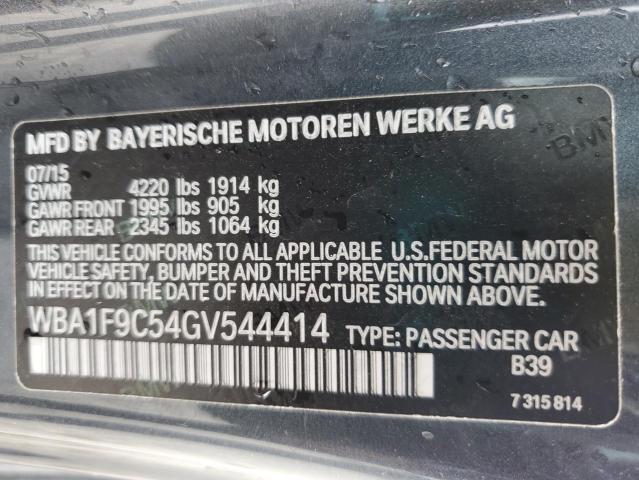 MFD BY BAYERISCHE MOTOREN WERKE AG
07/15
GVWR 4220 lbs 1914 kg
GAWR FRONT 1995 lbs 905 kg
GAWR REAR 2345 lbs 1064 kg
THIS VEHICLE CONFORMS TO ALL APPLICABLE U.S.FEDERAL MOTOR
VEHICLE SAFETY, BUMPER AND THEFT PREVENTION STANDARDS
IN EFFECT ON THE DATE OF MANUFACTURE SHOWN ABOVE.
WBA1F9C54GV544414 TYPE: PASSENGER CAR
B39
7 315 814